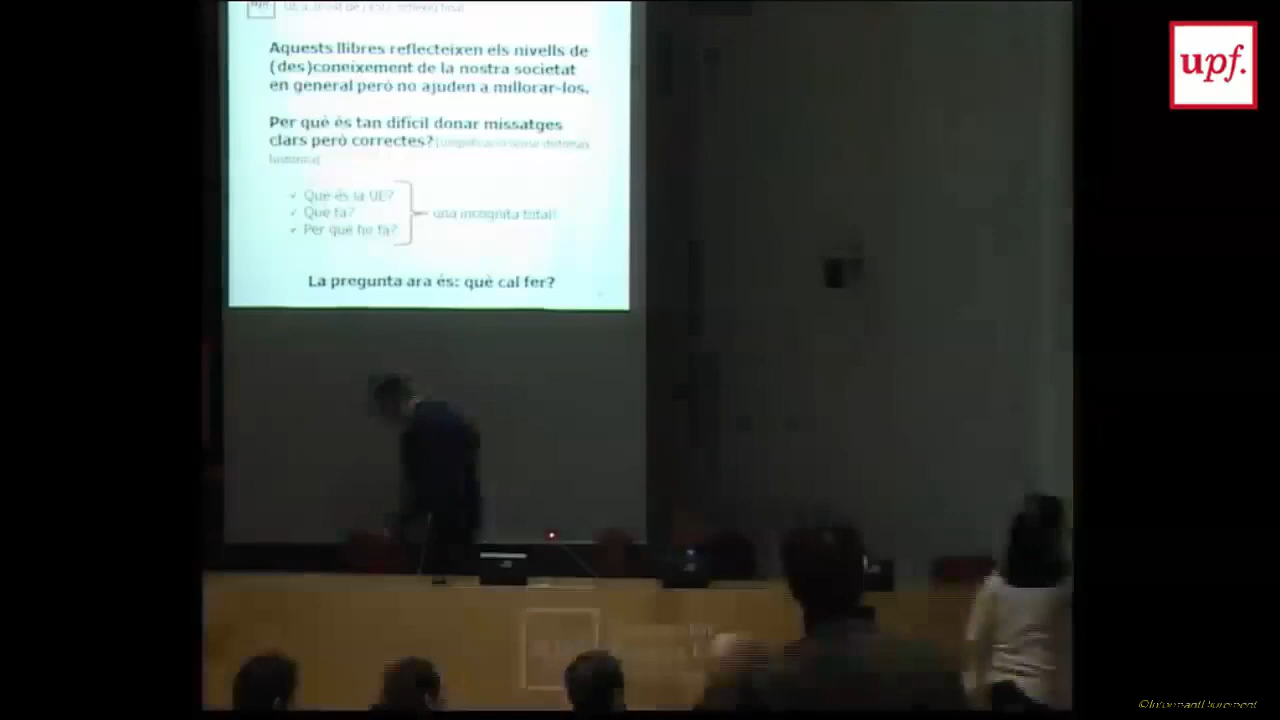 upf.
Aquests llibres reflecteixen els nivells de
(des)coneixement de la nostra societat
en general però no ajuden a millorar-los.
Per què és tan difícil donar missatges
clars però correctes?
✓ Què és la UE?
✓ Què fa?
✓ Per què ho fa?
una incògnita total!
La pregunta ara és: què cal fer?
upf.